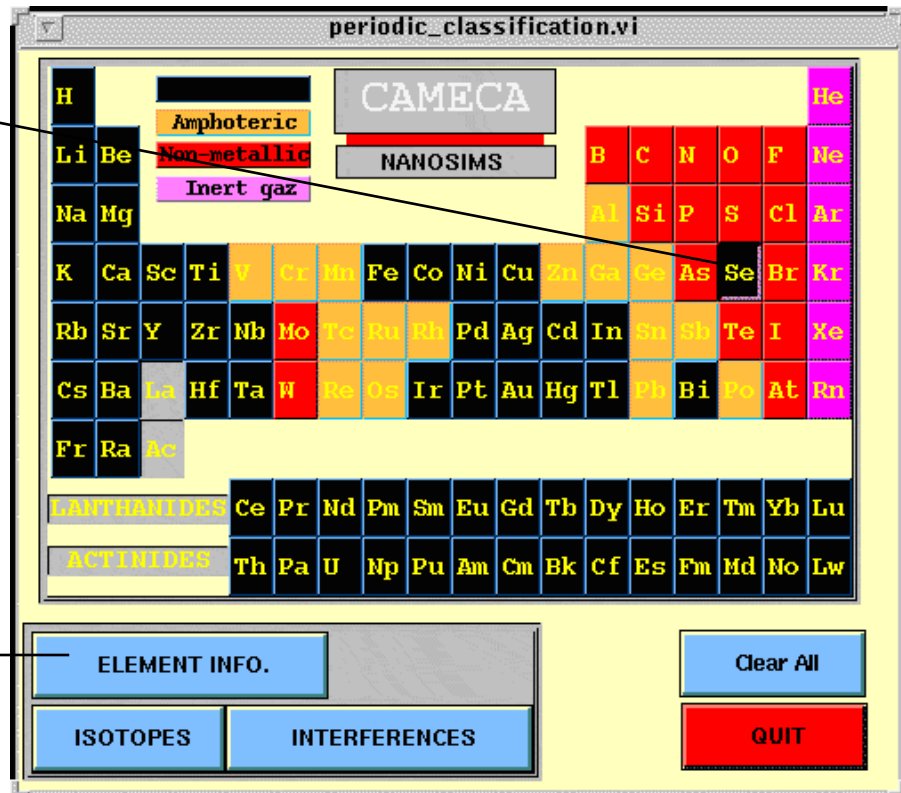 periodic_classification.vi
CAMECA
NANOSIMS
Amphoteric
Non-metallic
Inert gaz
H He
Li Be B C N O F Ne
Na Mg Al Si P S Cl Ar
K Ca Sc Ti V Cr Mn Fe Co Ni Cu Zn Ga Ge As Se Br Kr
Rb Sr Y Zr Nb Mo Tc Ru Rh Pd Ag Cd In Sn Sb Te I Xe
Cs Ba La Hf Ta W Re Os Ir Pt Au Hg Tl Pb Bi Po At Rn
Fr Ra Ac
LANTHANIDES Ce Pr Nd Pm Sm Eu Gd Tb Dy Ho Er Tm Yb Lu
ACTINIDES Th Pa U Np Pu Am Cm Bk Cf Es Fm Md No Lw
ELEMENT INFO.
Clear All
ISOTOPES
INTERFERENCES
QUIT